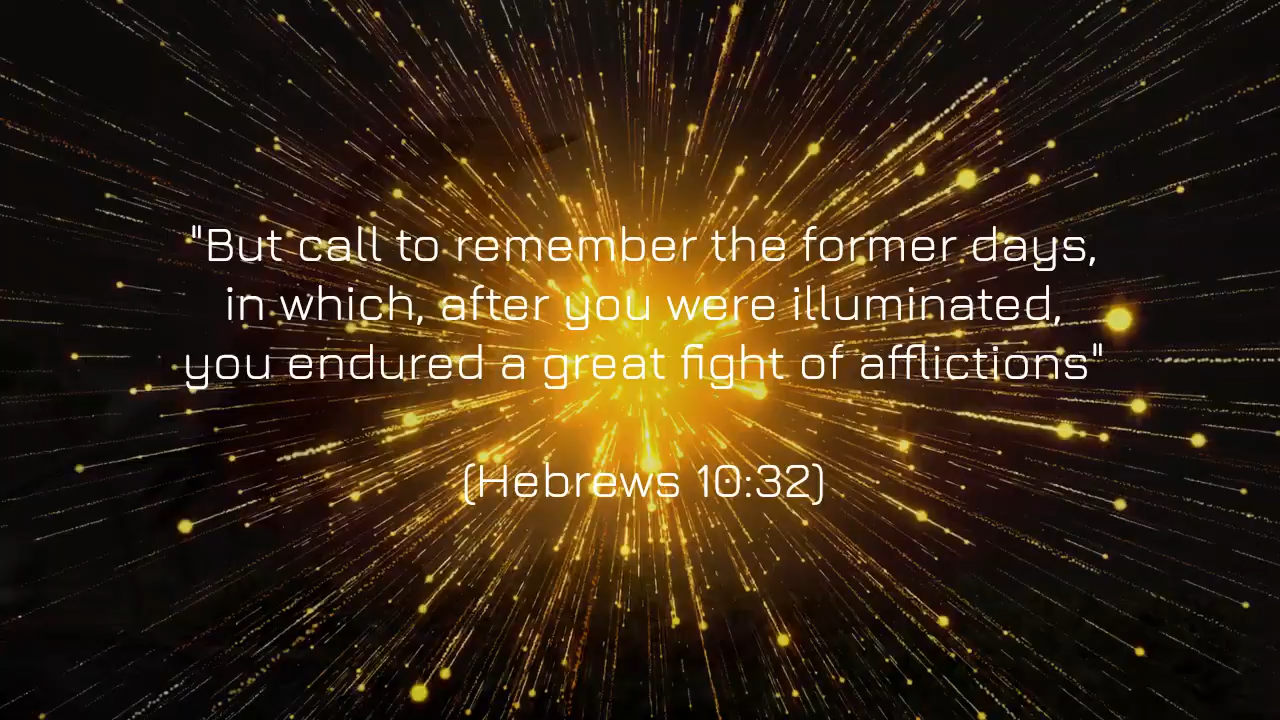 "But call to remember the former days,
in which, after you were illuminated,
you endured a great fight of afflictions"
(Hebrews 10:32)